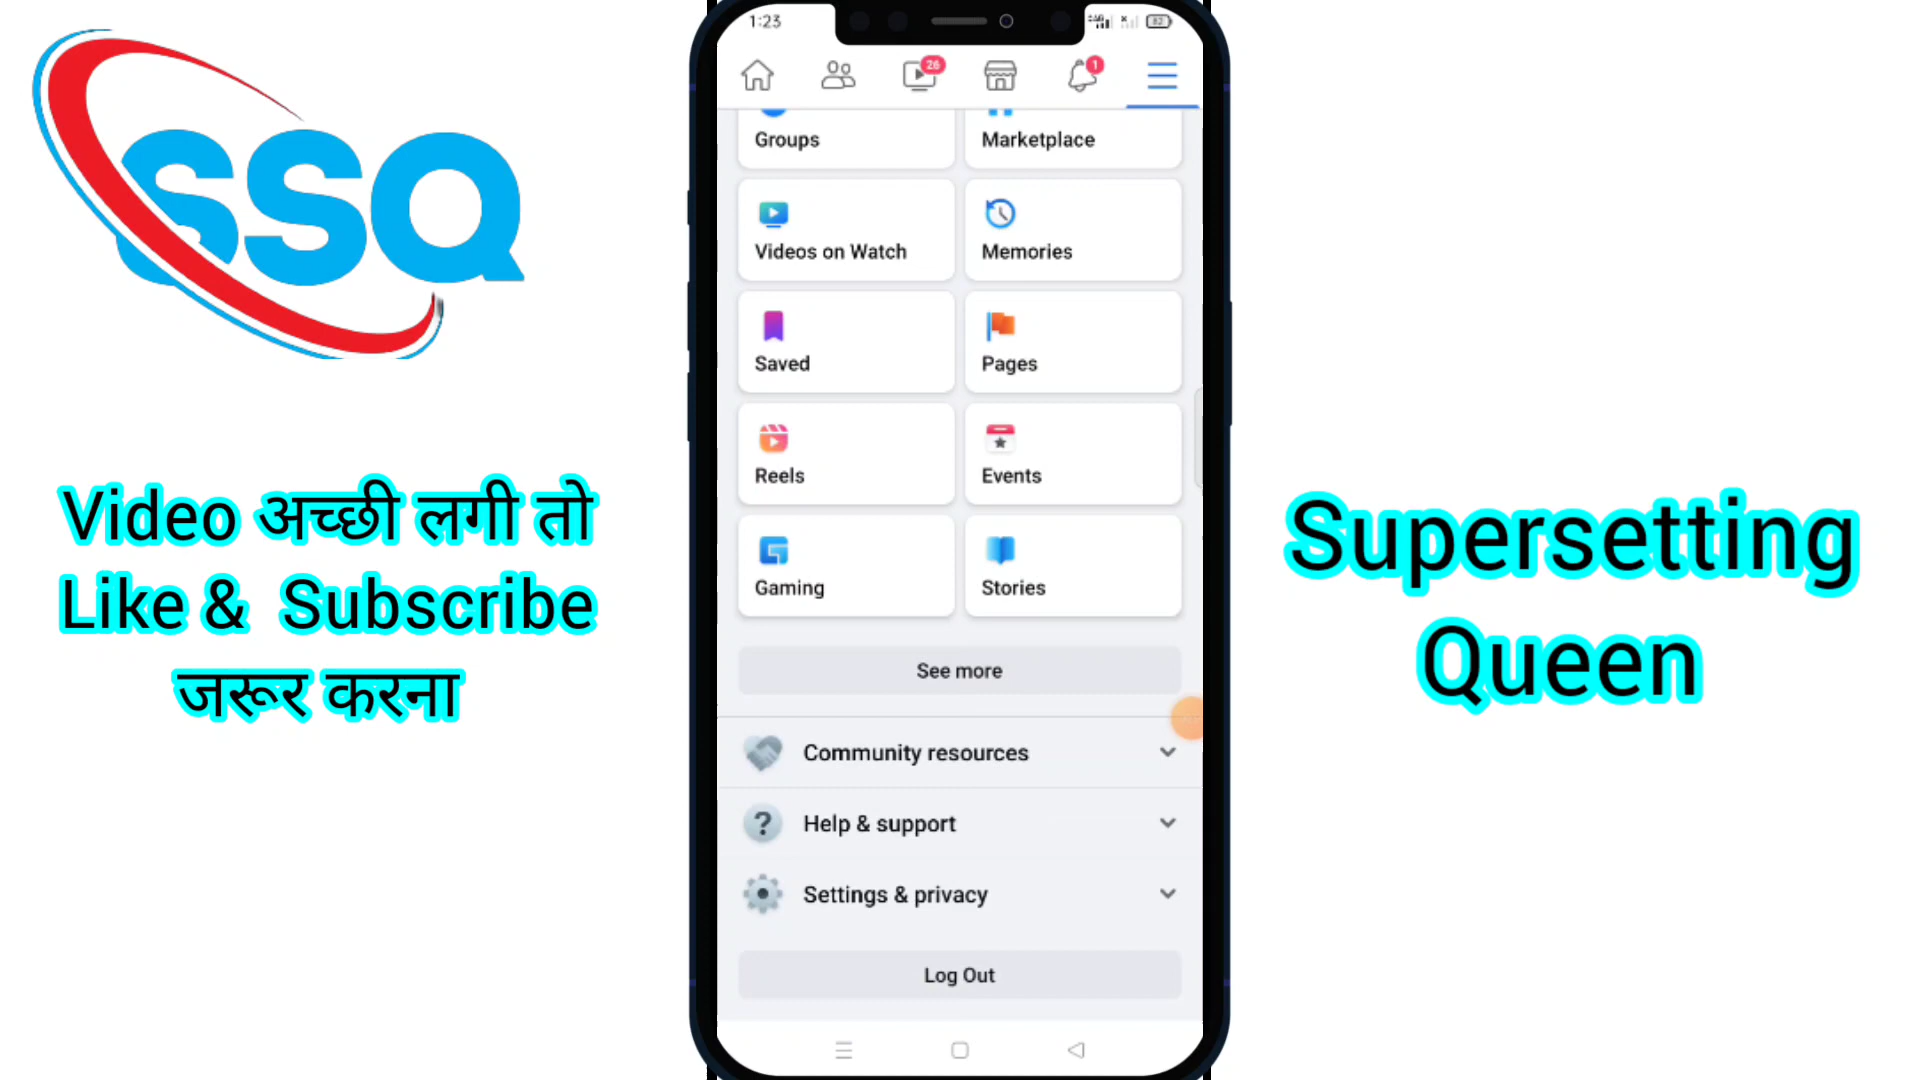 SSQ
Video अच्छी लगी तो
Like & Subscribe
जरूर करना
1:23
82
26
1
Groups
Marketplace
Videos on Watch
Memories
Saved
Pages
Reels
Events
Gaming
Stories
See more
Community resources
Help & support
Settings & privacy
Log Out
Supersetting
Queen